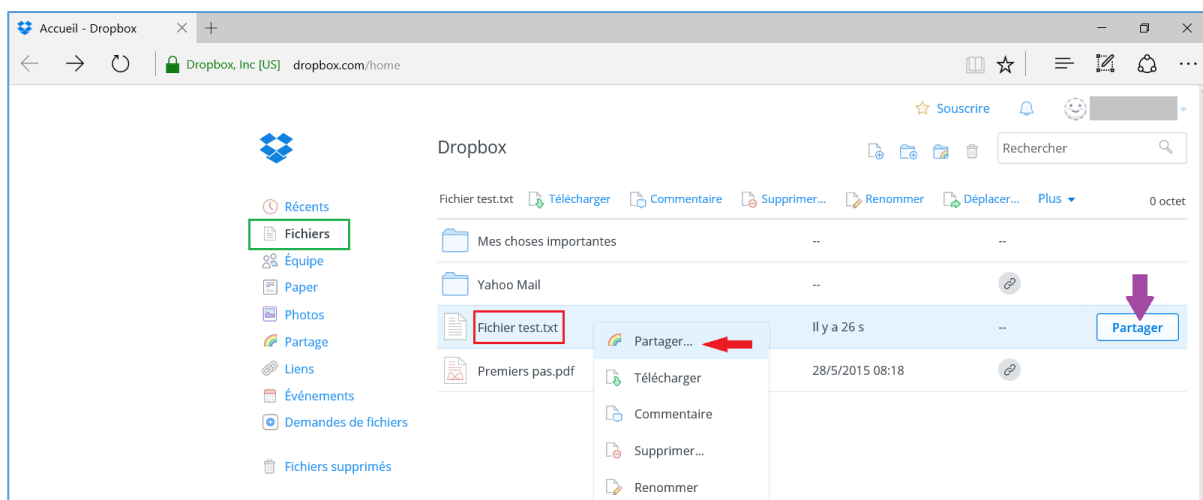 Accueil - Dropbox
Dropbox, Inc [US] dropbox.com/home
Souscrire
Dropbox
Rechercher
Fichier test.txt Télécharger Commentaire Supprimer... Renommer Déplacer... Plus 0 octet
Récents
Fichiers
Équipe
Paper
Photos
Partage
Liens
Événements
Demandes de fichiers
Fichiers supprimés
Mes choses importantes -- --
Yahoo Mail -- --
Fichier test.txt Il y a 26 s -- Partager
Premiers pas.pdf 28/5/2015 08:18
Partager...
Télécharger
Commentaire
Supprimer...
Renommer